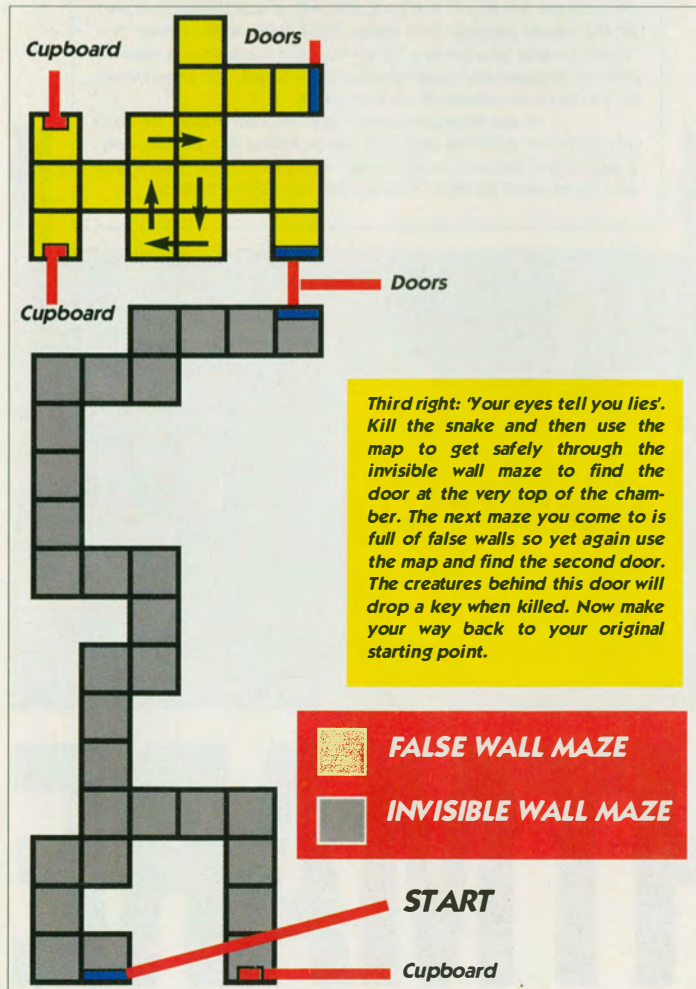 Cupboard
Doors
Cupboard
Doors
Third right: 'Your eyes tell you lies'.
Kill the snake and then use the
map to get safely through the
invisible wall maze to find the
door at the very top of the cham-
ber. The next maze you come to is
full of false walls so yet again use
the map and find the second door.
The creatures behind this door will
drop a key when killed. Now make
your way back to your original
starting point.
FALSE WALL MAZE
INVISIBLE WALL MAZE
START
Cupboard